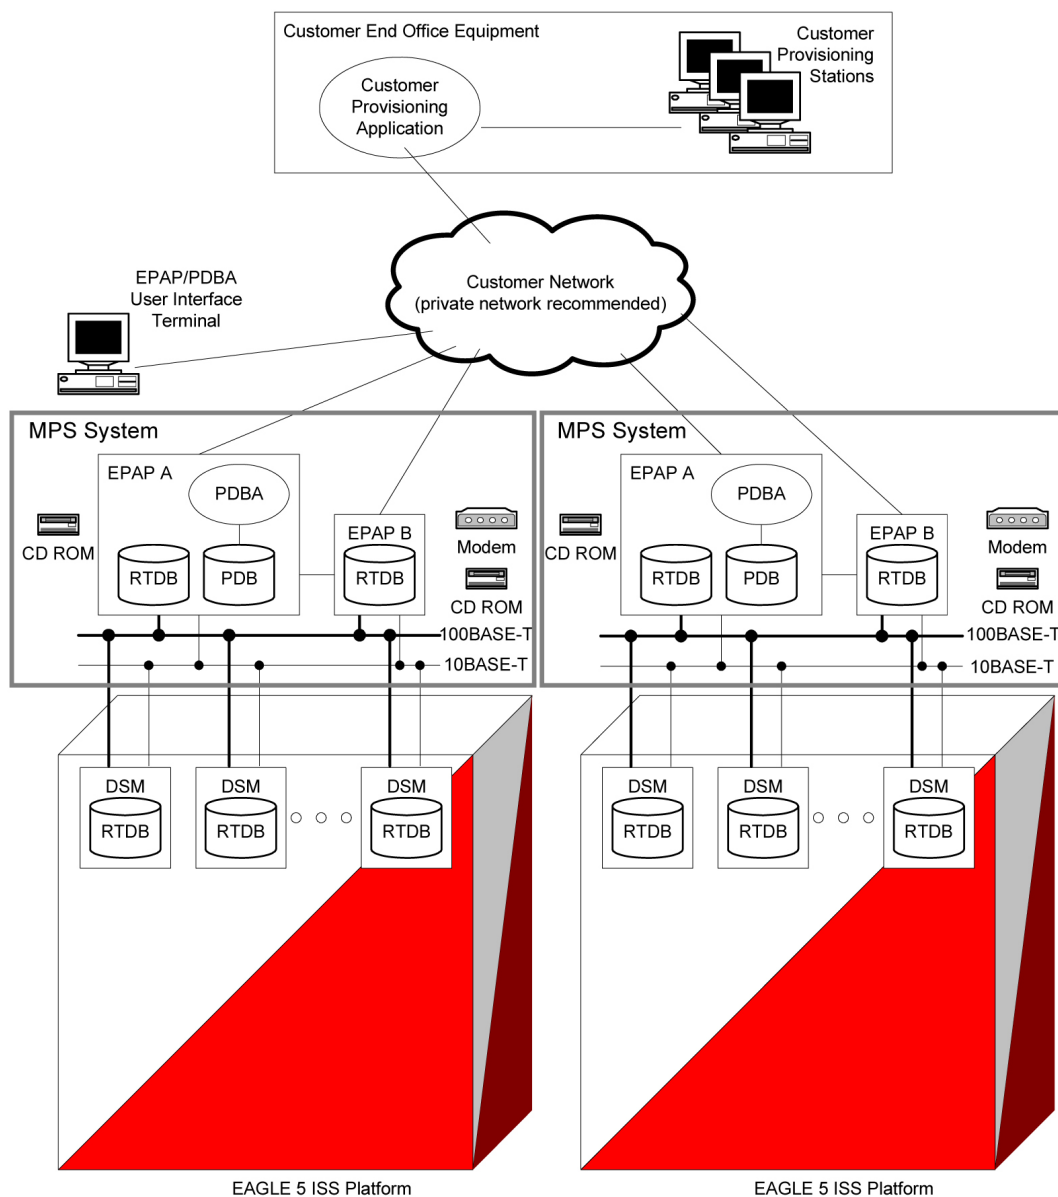 Customer End Office Equipment
Customer
Provisioning
Application
Customer
Provisioning
Stations
Customer Network
(private network recommended)
EPAP/PDBA
User Interface
Terminal
MPS System
EPAP A
PDBA
CD ROM
RTDB
PDB
EPAP B
RTDB
Modem
CD ROM
100BASE-T
10BASE-T
MPS System
EPAP A
PDBA
CD ROM
RTDB
PDB
EPAP B
RTDB
Modem
CD ROM
100BASE-T
10BASE-T
DSM
RTDB
DSM
RTDB
DSM
RTDB
DSM
RTDB
DSM
RTDB
DSM
RTDB
EAGLE 5 ISS Platform
EAGLE 5 ISS Platform